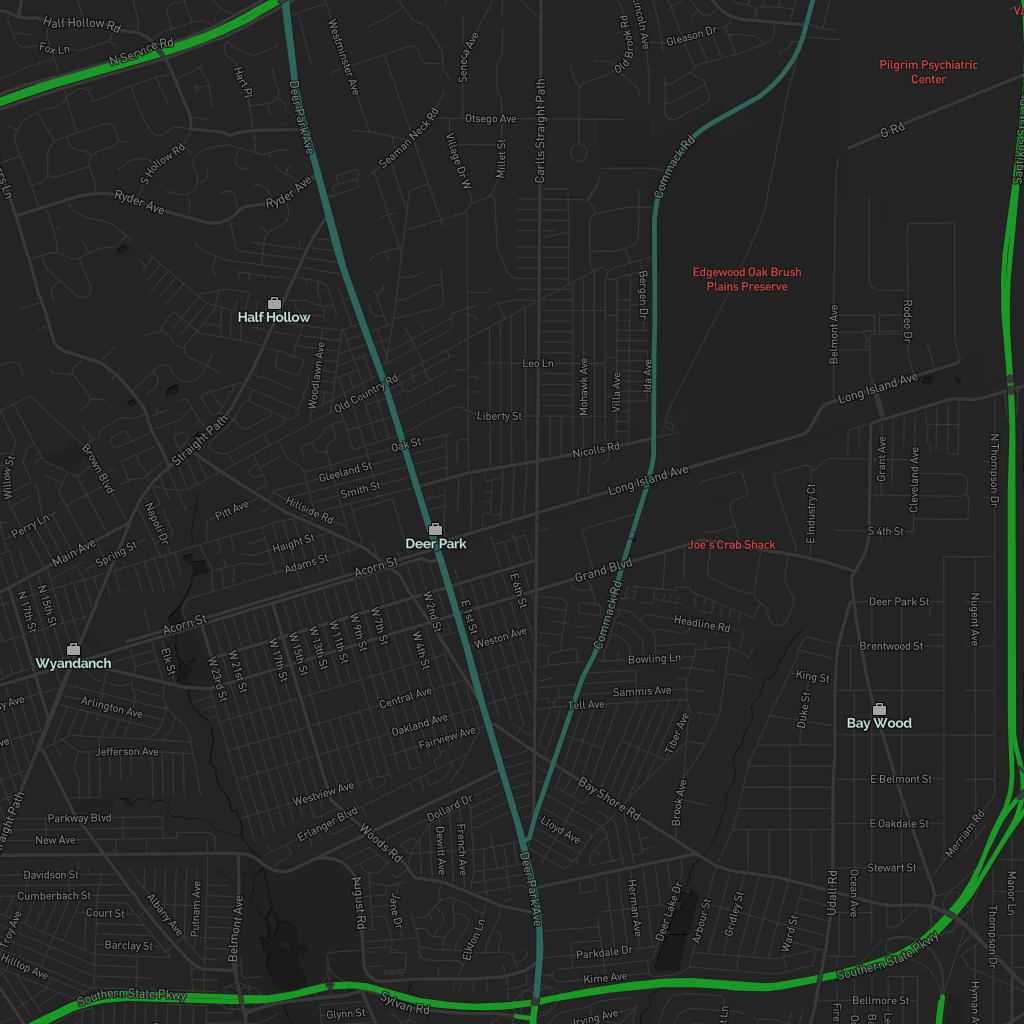 Half Hollow Rd
Fox Ln
N Service Rd
Hart Pl
Westminster Ave
Seneca Ave
Old Brook Rd
Lincoln Ave
Gleason Dr
Pilgrim Psychiatric
Center
G Rd
Deer Park Ave
Otsego Ave
Seaman Neck Rd
Village Dr W
Millet St
Carlls Straight Path
Commack Rd
S Hollow Rd
Ryder Ave
Ryder Ave
Edgewood Oak Brush
Plains Preserve
Bergen Dr
Half Hollow
Belmont Ave
Rodeo Dr
Leo Ln
Woodlawn Ave
Old Country Rd
Mohawk Ave
Villa Ave
Ida Ave
Long Island Ave
Liberty St
Straight Path
Oak St
Nicolls Rd
Gleeland St
Smith St
Long Island Ave
Grant Ave
Cleveland Ave
N Thompson Dr
Willow St
Brown Blvd
Napoli Dr
Pitt Ave
Hillside Rd
Perry Ln
Main Ave
Spring St
Haight St
Adams St
Deer Park
Acorn St
E Industry Ct
S 4th St
Joe's Crab Shack
Grand Blvd
E 6th St
N 17th St
N 15th St
Acorn St
W 2nd St
E 1st St
Commack Rd
Headline Rd
Deer Park St
Nugent Ave
Wyandanch
Elk St
W 23rd St
W 21st St
W 17th St
W 15th St
W 13th St
W 11th St
W 9th St
W 7th St
W 4th St
Weston Ave
Bowling Ln
Brentwood St
King St
Sammis Ave
Tell Ave
Duke St
Arlington Ave
Central Ave
Oakland Ave
Fairview Ave
Tiber Ave
Bay Wood
Jefferson Ave
E Belmont St
Westview Ave
Erlanger Blvd
Dollard Dr
Bay Shore Rd
Brook Ave
Parkway Blvd
New Ave
Woods Rd
Dewitt Ave
French Ave
Lloyd Ave
E Oakdale St
Merriam Rd
Davidson St
Cumberbach St
Court St
Albany Ave
Putnam Ave
August Rd
Jane Dr
Deer Park Ave
Herman Ave
Deer Lake Dr
Arbour St
Gridley St
Stewart St
Udall Rd
Ocean Ave
Manor Ln
Troy Ave
Barclay St
Belmont Ave
Elkton Ln
Parkdale Dr
Ward St
Thompson Dr
Hilltop Ave
Kime Ave
Southern State Pkwy
Southern State Pkwy
Sylvan Rd
Glynn St
Irving Ave
Bellmore St
Hyman Ave